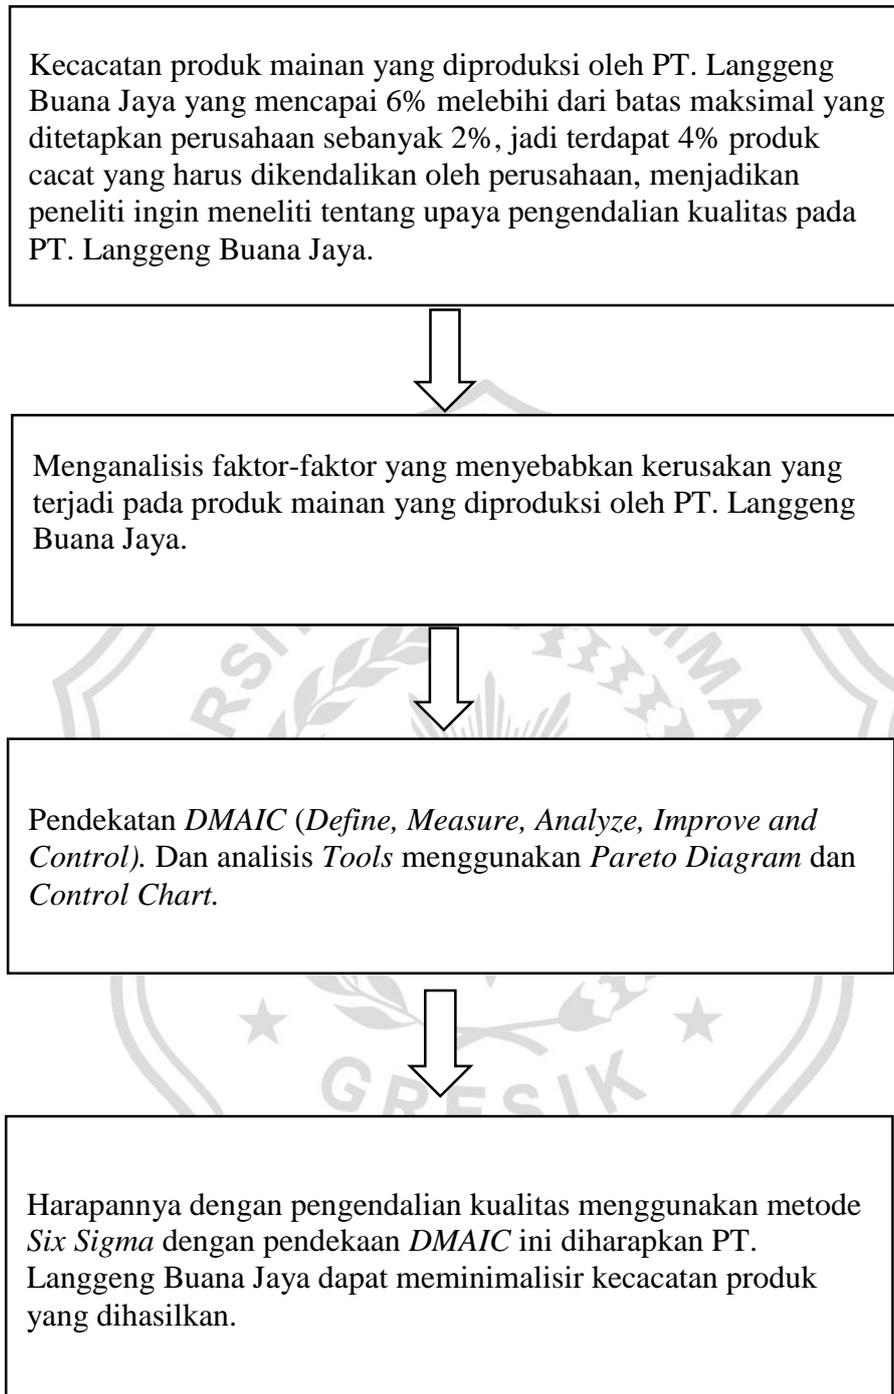 Kecacatan produk mainan yang diproduksi oleh PT. Langgeng
Buana Jaya yang mencapai 6% melebihi dari batas maksimal yang
ditetapkan perusahaan sebanyak 2%, jadi terdapat 4% produk
cacat yang harus dikendalikan oleh perusahaan, menjadikan
peneliti ingin meneliti tentang upaya pengendalian kualitas pada
PT. Langgeng Buana Jaya.
Menganalisis faktor-faktor yang menyebabkan kerusakan yang
terjadi pada produk mainan yang diproduksi oleh PT. Langgeng
Buana Jaya.
Pendekatan DMAIC (Define, Measure, Analyze, Improve and
Control). Dan analisis Tools menggunakan Pareto Diagram dan
Control Chart.
GRESIK
Harapannya dengan pengendalian kualitas menggunakan metode
Six Sigma dengan pendekaan DMAIC ini diharapkan PT.
Langgeng Buana Jaya dapat meminimalisir kecacatan produk
yang dihasilkan.